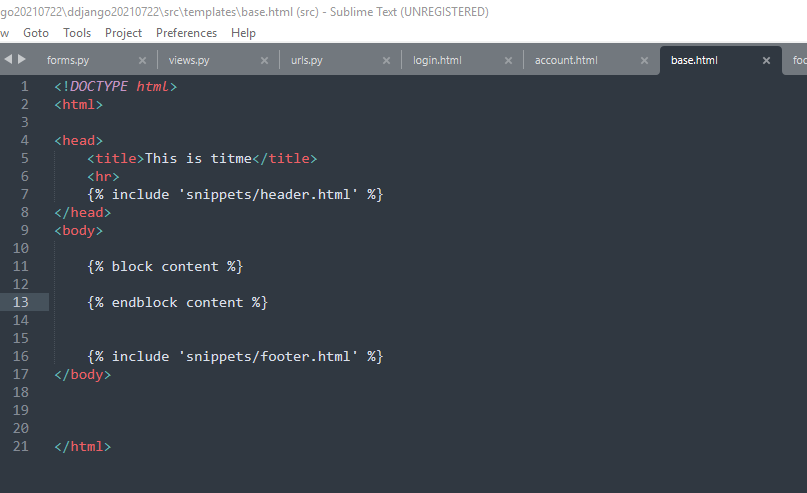 go20210722\ddjango20210722\src\templates\base.html (src) - Sublime Text (UNREGISTERED)
w Goto Tools Project Preferences Help
forms.py × views.py × urls.py × login.html × account.html × base.html × foo
1 <!DOCTYPE html>
2 <html>
3
4 <head>
5 <title>This is titme</title>
6 <hr>
7 {% include 'snippets/header.html' %}
8 </head>
9 <body>
10
11 {% block content %}
12
13 {% endblock content %}
14
15
16 {% include 'snippets/footer.html' %}
17 </body>
18
19
20
21 </html>